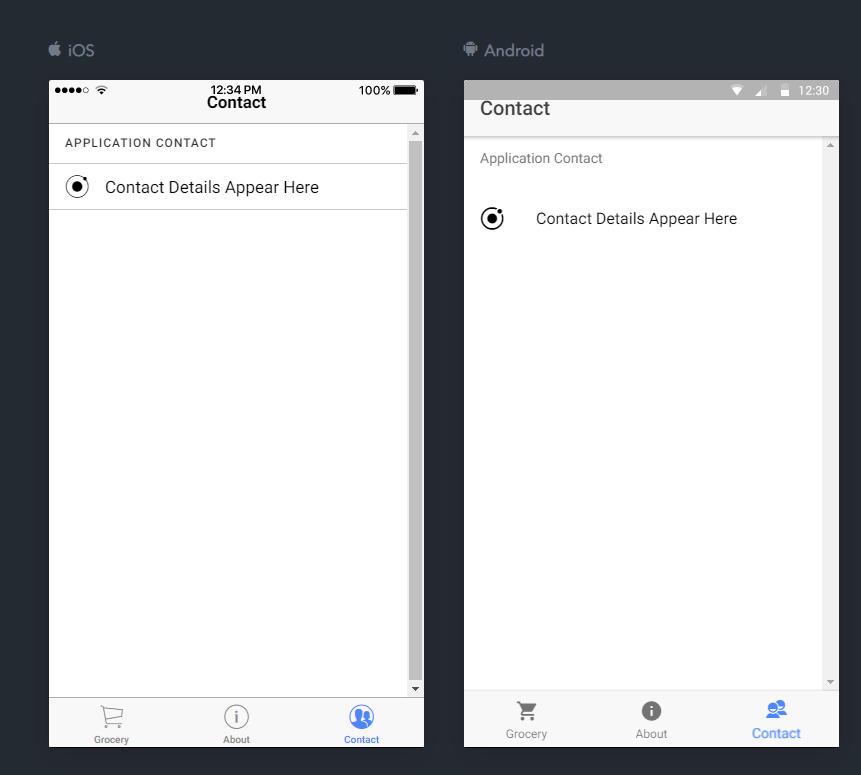 iOS
12:34 PM
100%
Contact
APPLICATION CONTACT
Contact Details Appear Here
Grocery
About
Contact
Android
12:30
Contact
Application Contact
Contact Details Appear Here
Grocery
About
Contact